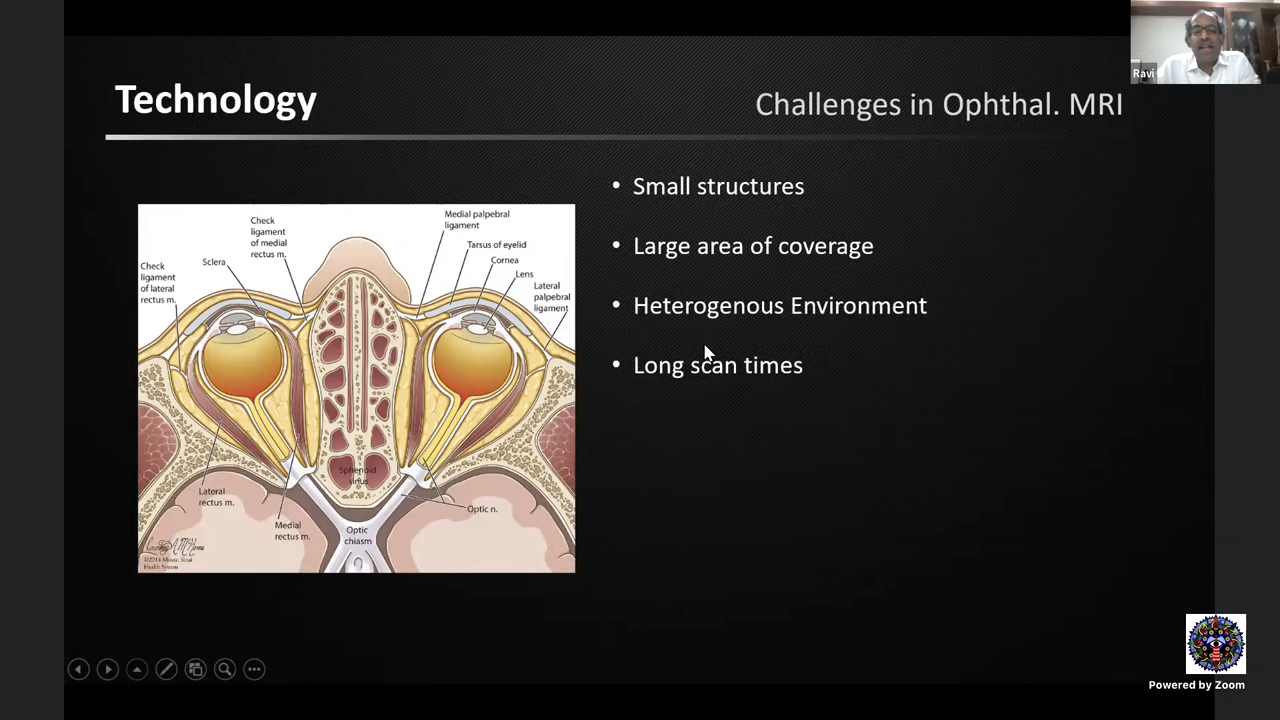 Ravi
Technology
Challenges in Ophthal. MRI
• Small structures
• Large area of coverage
• Heterogenous Environment
• Long scan times
Medial palpebral
ligament
Check
ligament
of medial
rectus m.
Tarsus of eyelid
Sclera
Cornea
Check
ligament
of lateral
rectus m.
Lens
Lateral
palpebral
ligament
Sphenoid
sinus
Lateral
rectus m.
Optic n.
Medial
rectus m.
Optic
chiasm
Health System
Powered by Zoom